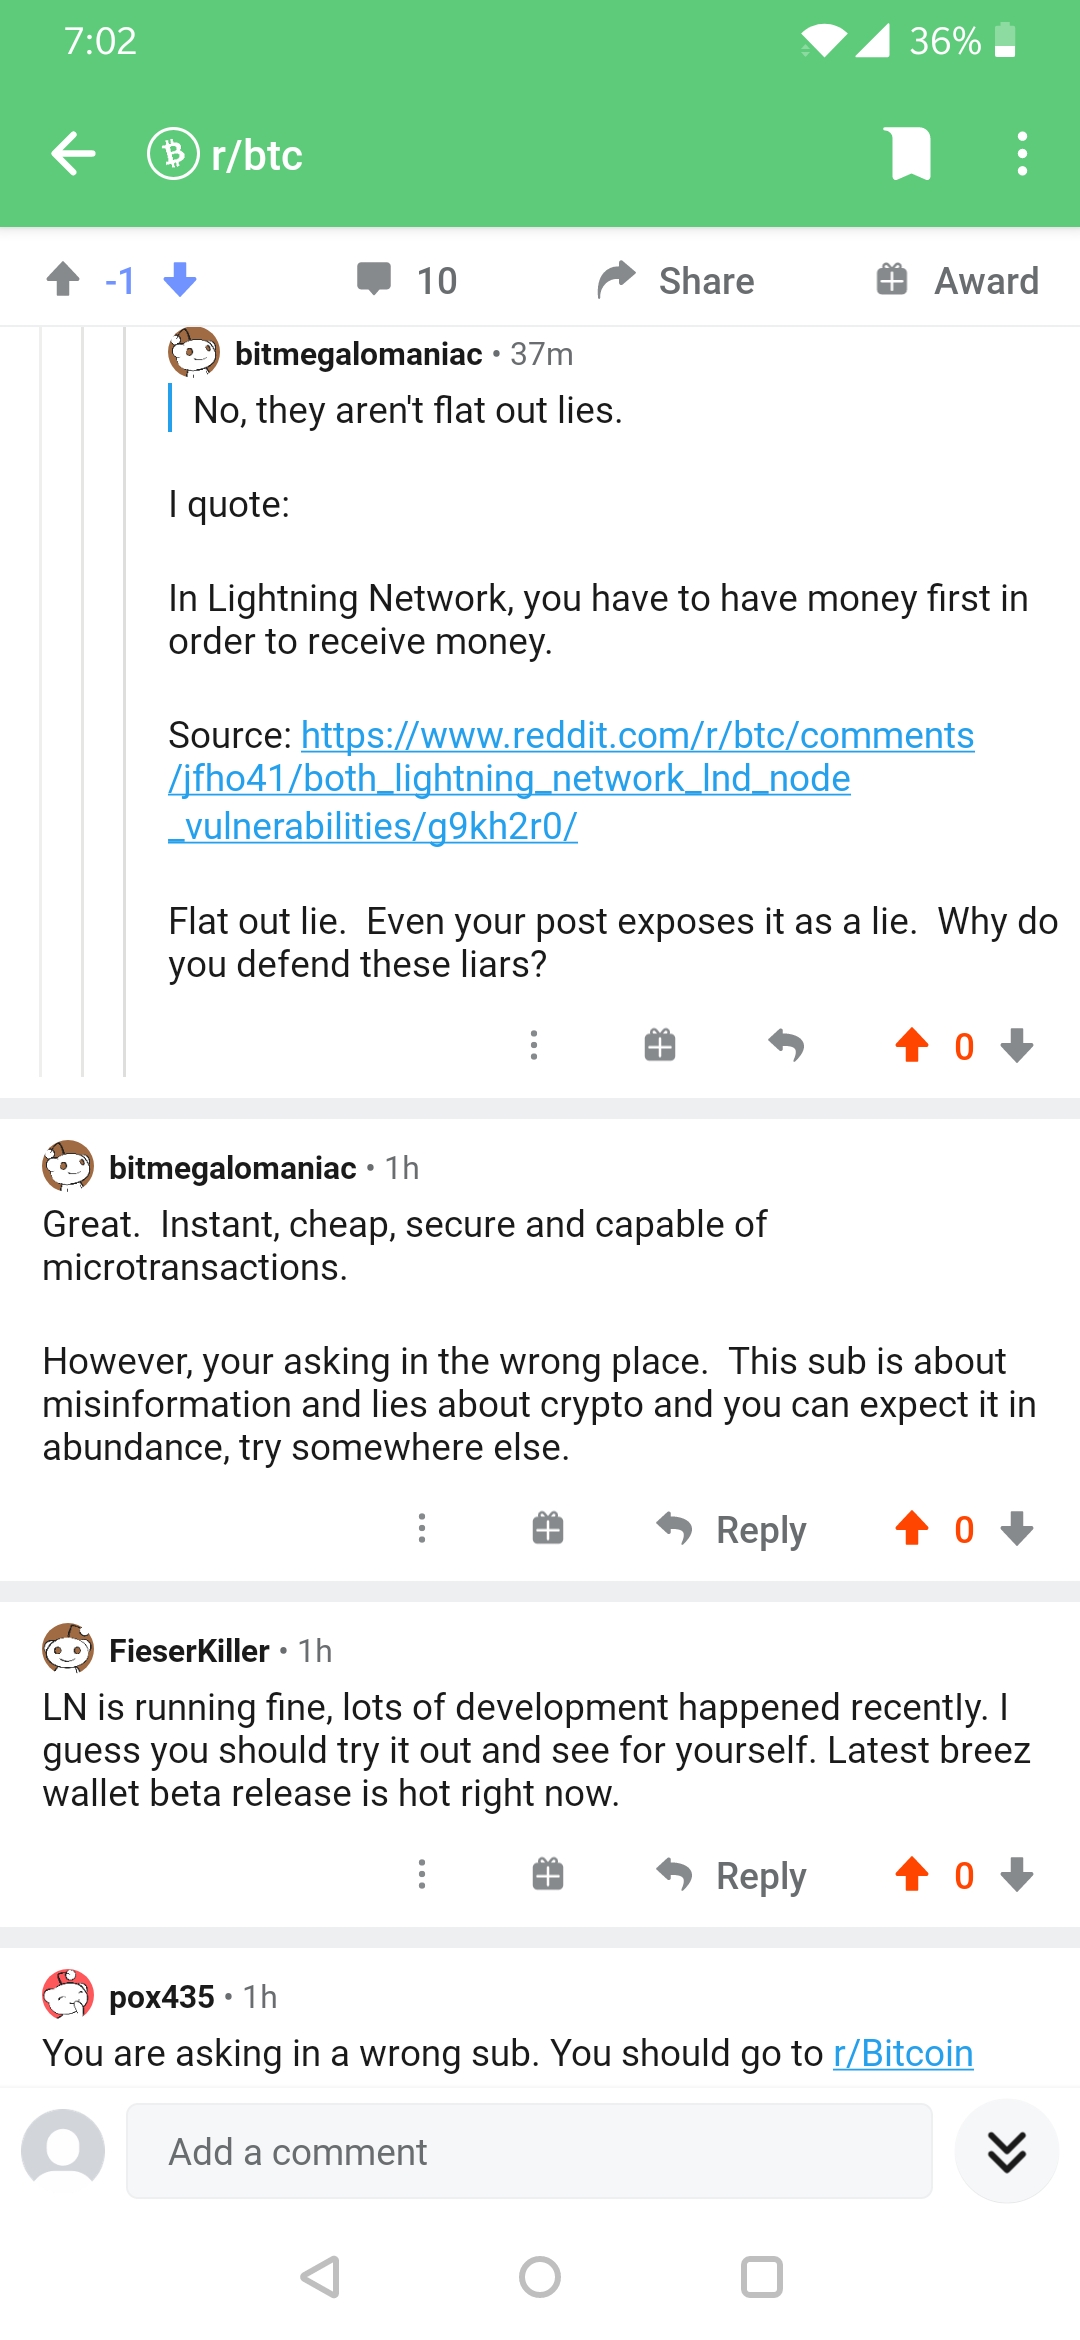 7:02
36%
r/btc
-1
10
Share
Award
bitmegalomaniac • 37m
No, they aren't flat out lies.
I quote:
In Lightning Network, you have to have money first in
order to receive money.
Source: https://www.reddit.com/r/btc/comments
/jfho41/both_lightning_network_lnd_node
_vulnerabilities/g9kh2r0/
Flat out lie.  Even your post exposes it as a lie.  Why do
you defend these liars?
0
bitmegalomaniac • 1h
Great.  Instant, cheap, secure and capable of
microtransactions.
However, your asking in the wrong place.  This sub is about
misinformation and lies about crypto and you can expect it in
abundance, try somewhere else.
Reply
0
FieserKiller • 1h
LN is running fine, lots of development happened recently. I
guess you should try it out and see for yourself. Latest breez
wallet beta release is hot right now.
Reply
0
pox435 • 1h
You are asking in a wrong sub. You should go to r/Bitcoin
Add a comment